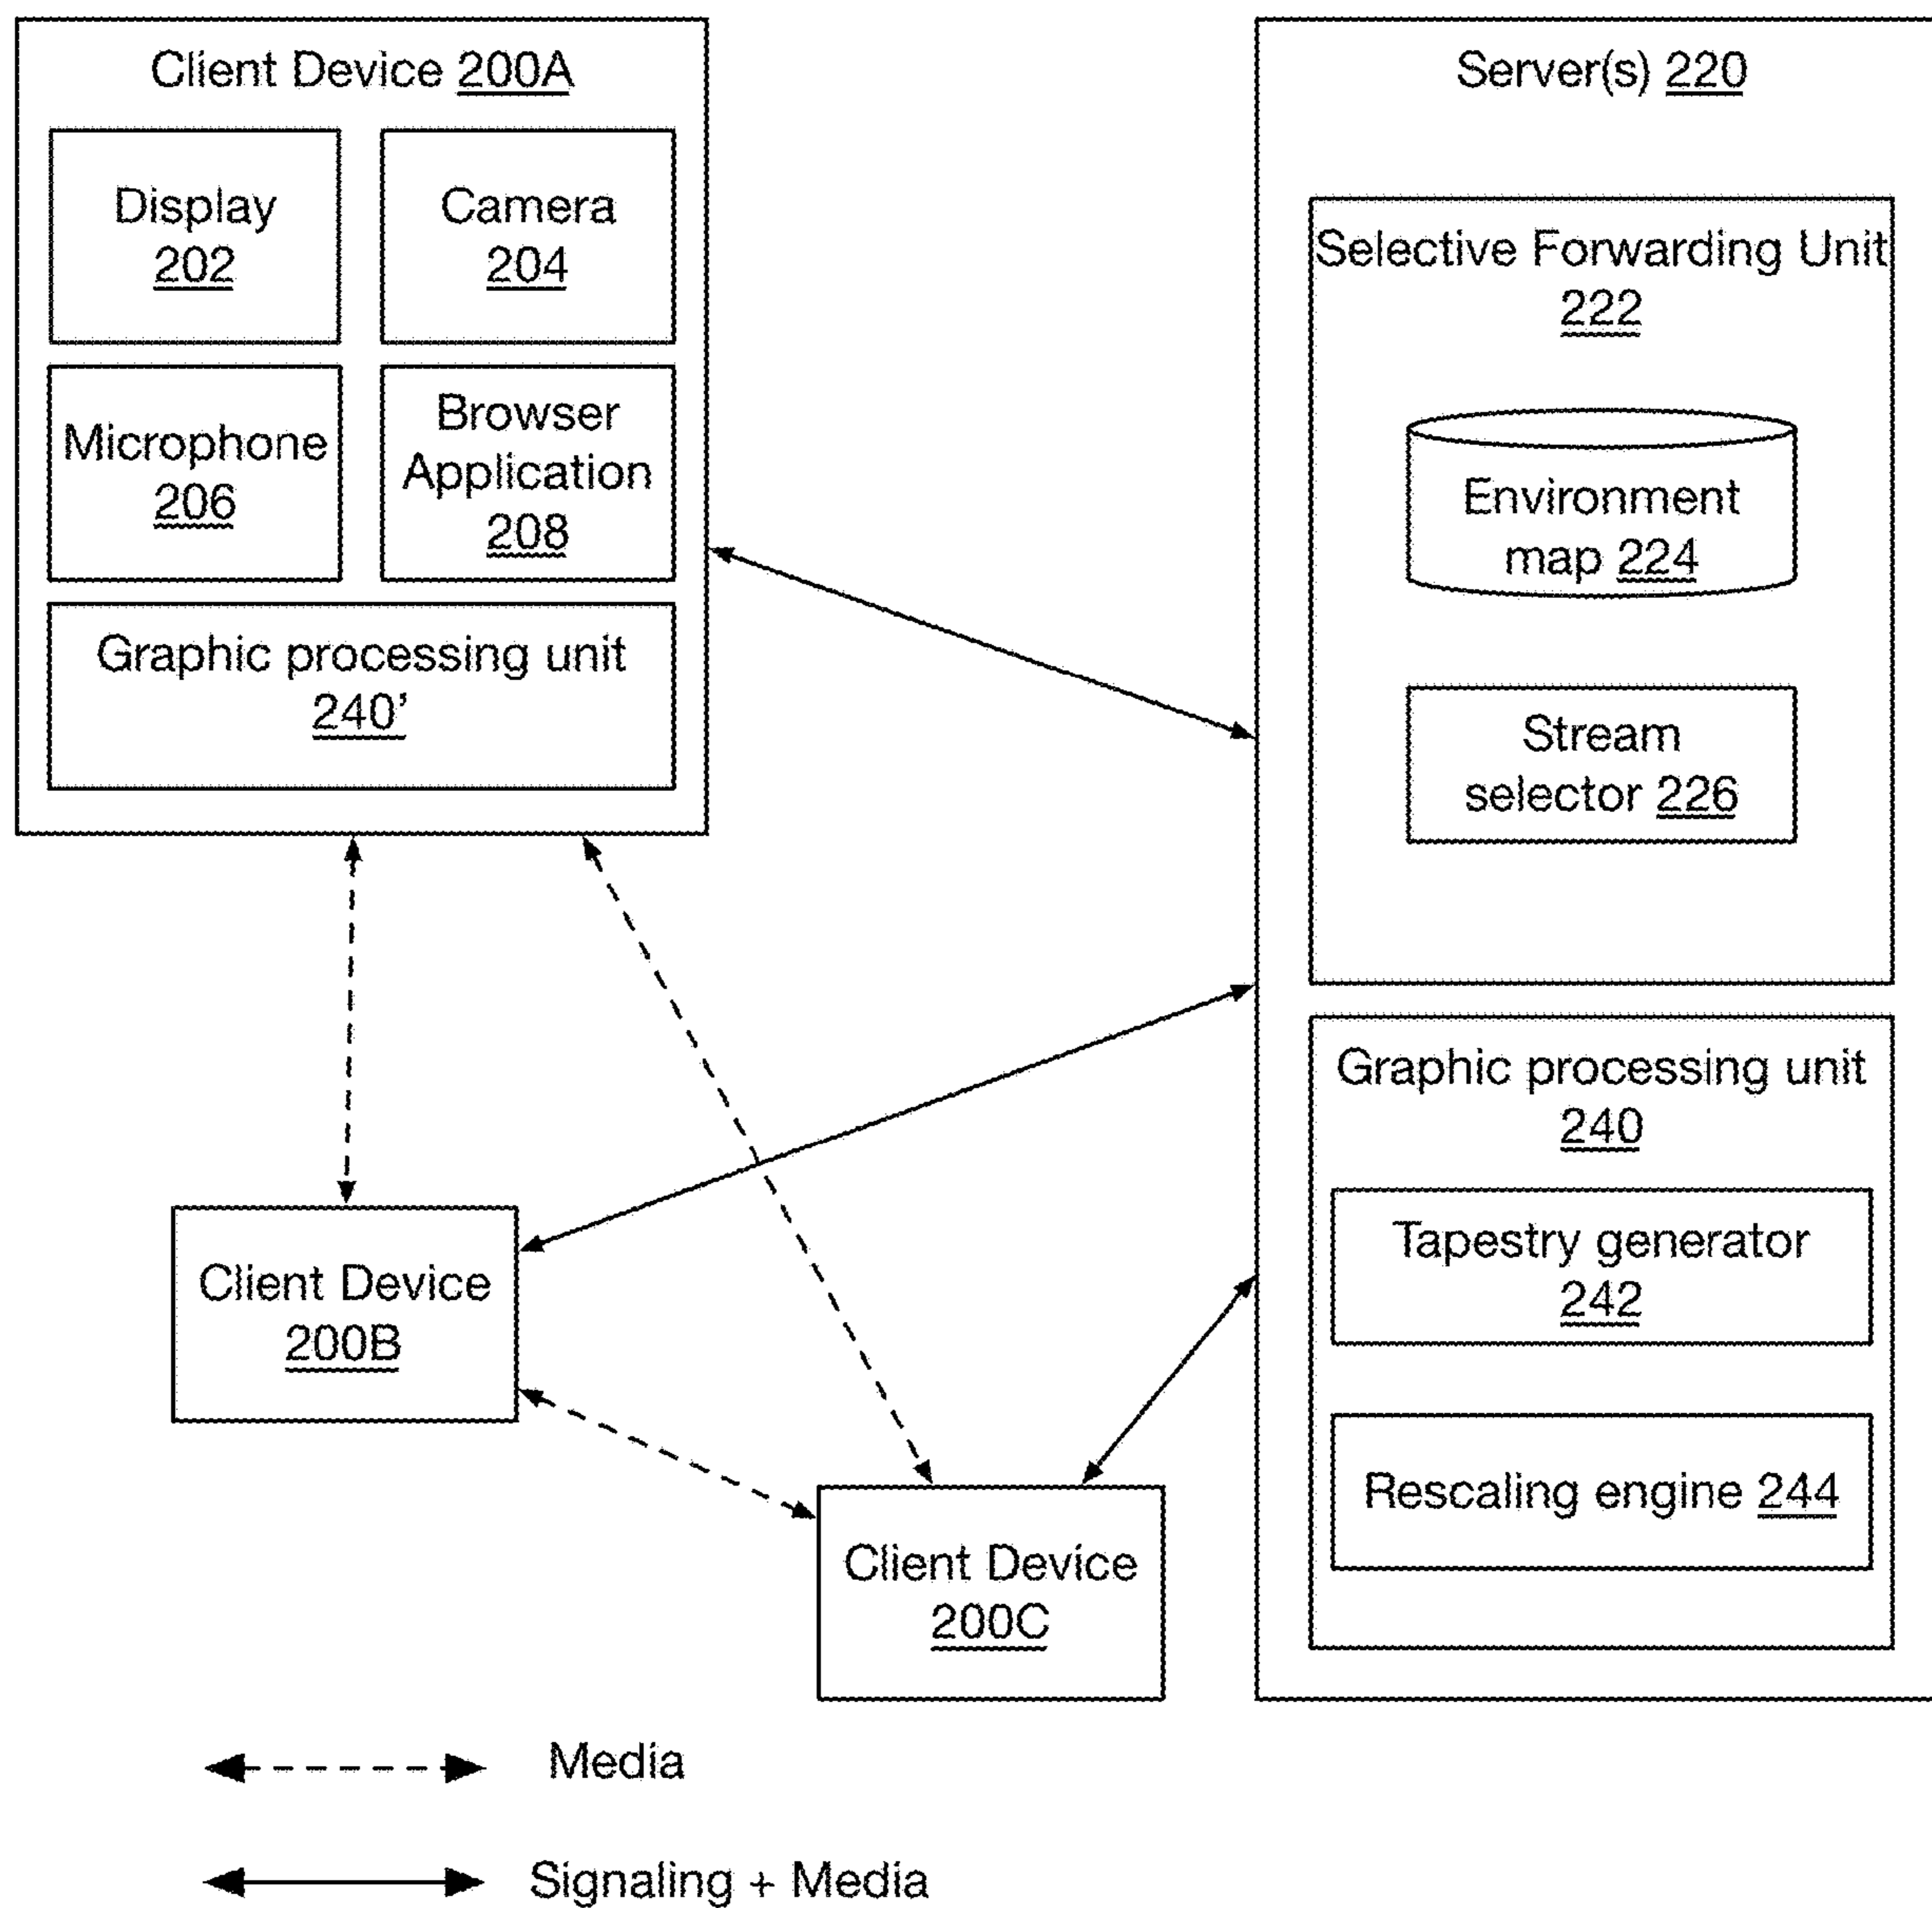 Client Device 200A
Display
202
Camera
204
Microphone
206
Browser
Application
208
Graphic processing unit
240’
Server(s) 220
Selective Forwarding Unit
222
Environment
map 224
Stream
selector 226
Graphic processing unit
240
Tapestry generator
242
Rescaling engine 244
Client Device
200B
Client Device
200C
Media
Signaling + Media